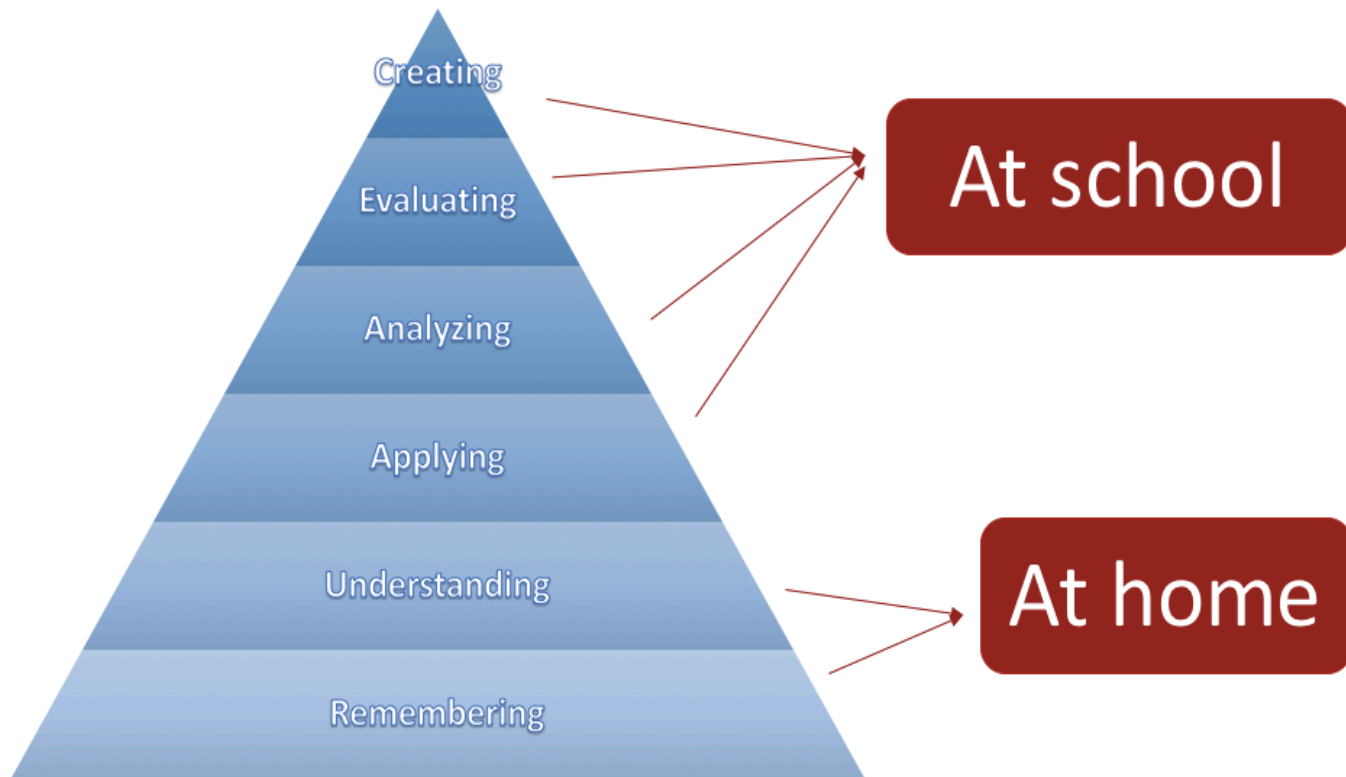 Creating
Evaluating
Analyzing
Applying
Understanding
Remembering
At school
At home